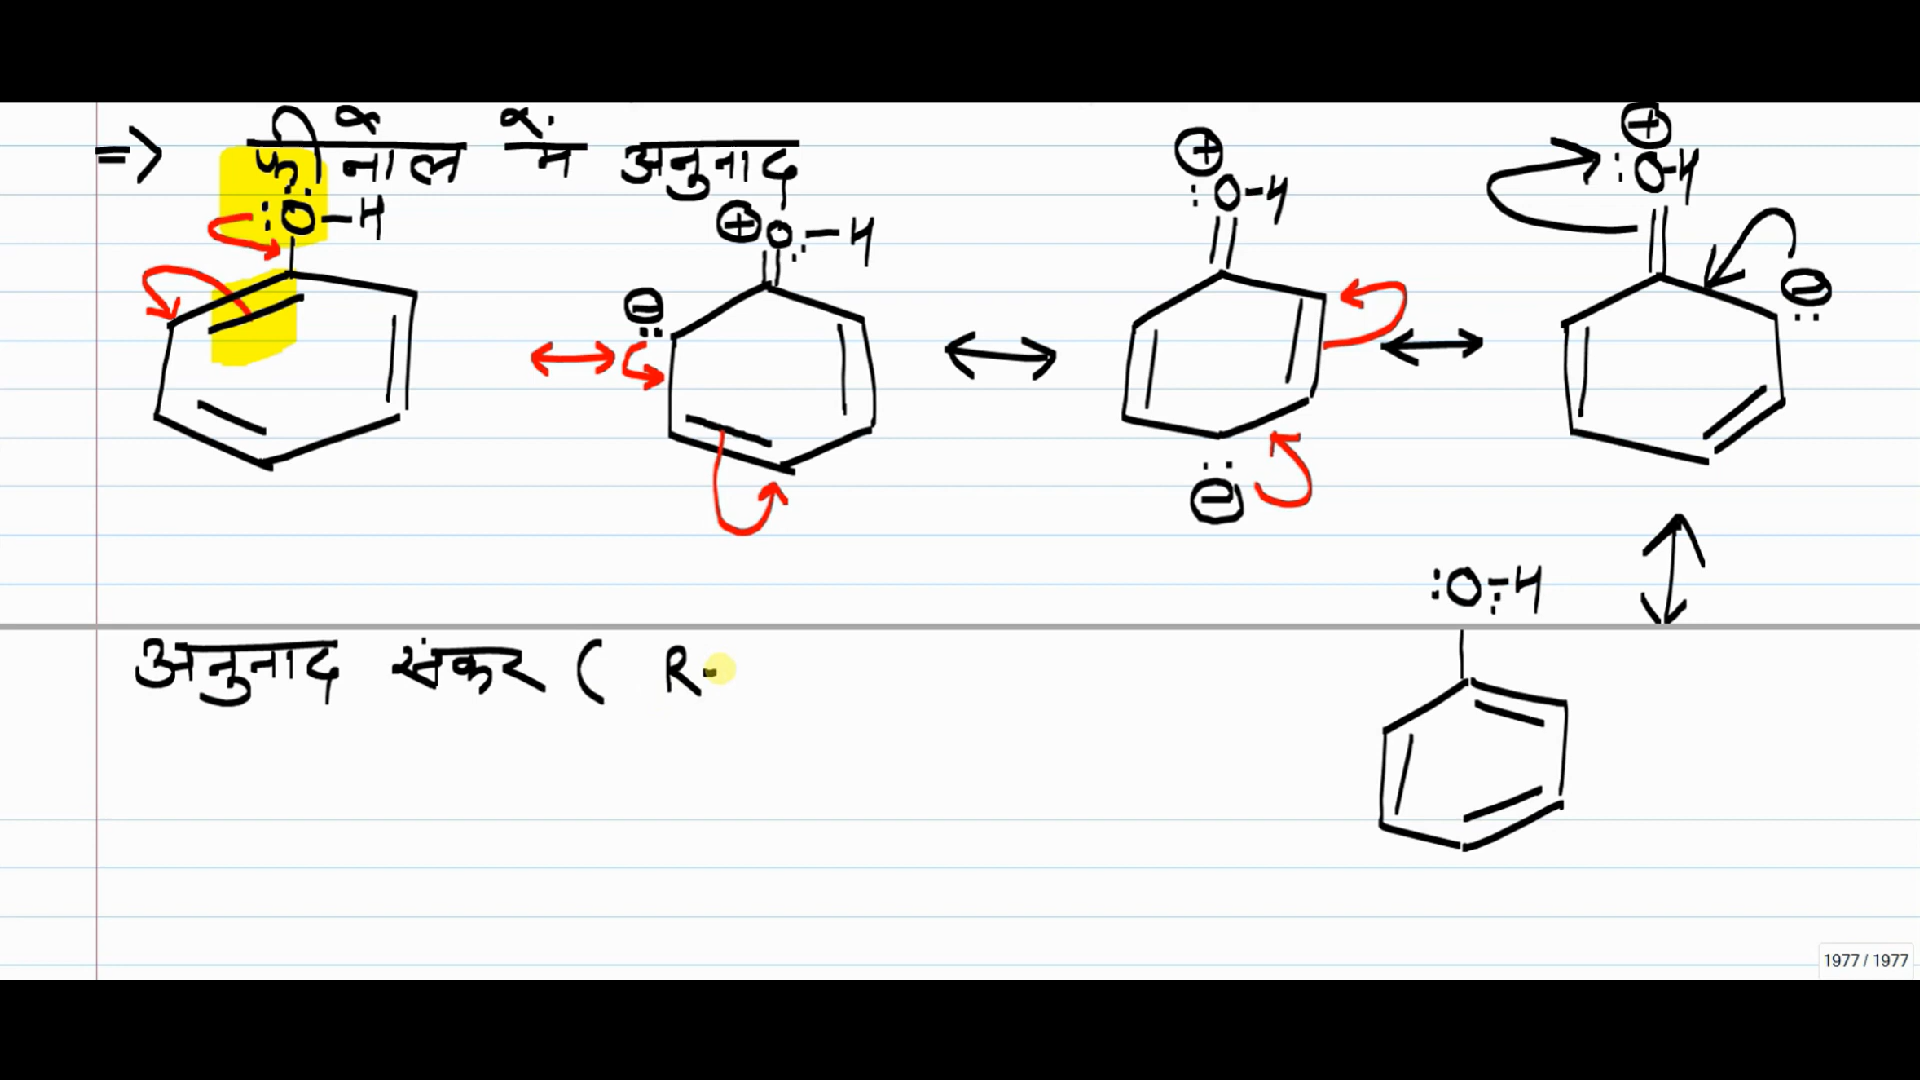 => फीनॉल में अनुनाद
:Ö-H
⊕ O-H
⊕ :O-H
⊕ :O-H
⊖
⊖
⊖
:O-H
अनुनाद संकर ( R
1977 / 1977